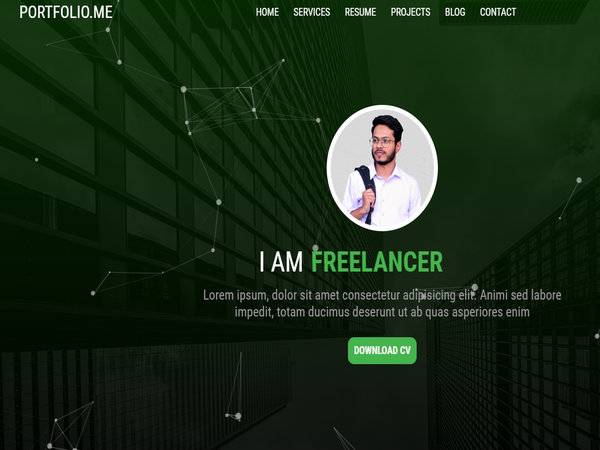 PORTFOLIO.ME
HOME SERVICES RESUME PROJECTS BLOG CONTACT
I AM FREELANCER
Lorem ipsum, dolor sit amet consectetur adipisicing elit. Animi sed labore
impedit, totam ducimus deserunt ut ab quas asperiores enim
DOWNLOAD CV